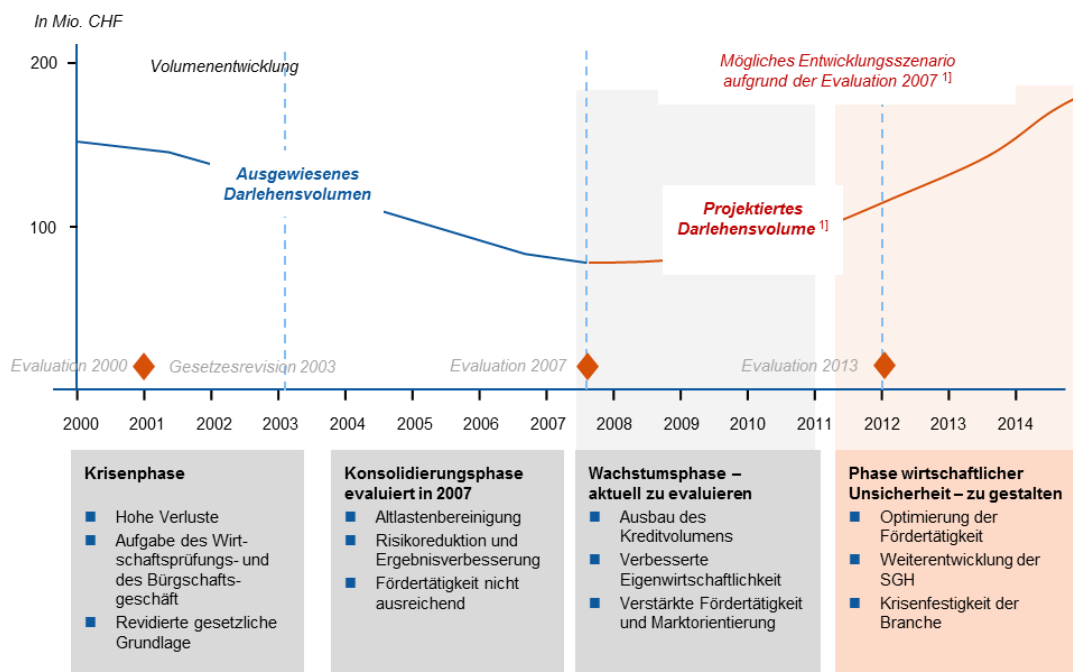 In Mio. CHF
200
Volumenentwicklung
Mögliches Entwicklungsszenario
aufgrund der Evaluation 2007 1]
Ausgewiesenes
Darlehensvolumen
Projektiertes
Darlehensvolume 1]
100
Evaluation 2000
Gesetzesrevision 2003
Evaluation 2007
Evaluation 2013
2000 2001 2002 2003 2004 2005 2006 2007 2008 2009 2010 2011 2012 2013 2014
Krisenphase
Hohe Verluste
Aufgabe des Wirt-
schaftsprüfungs- und
des Bürgschafts-
geschäft
Revidierte gesetzliche
Grundlage
Konsolidierungsphase
evaluiert in 2007
Altlastenbereinigung
Risikoreduktion und
Ergebnisverbesserung
Fördertätigkeit nicht
ausreichend
Wachstumsphase –
aktuell zu evaluieren
Ausbau des
Kreditvolumens
Verbesserte
Eigenwirtschaftlichkeit
Verstärkte Fördertätigkeit
und Marktorientierung
Phase wirtschaftlicher
Unsicherheit – zu gestalten
Optimierung der
Fördertätigkeit
Weiterentwicklung der
SGH
Krisenfestigkeit der
Branche